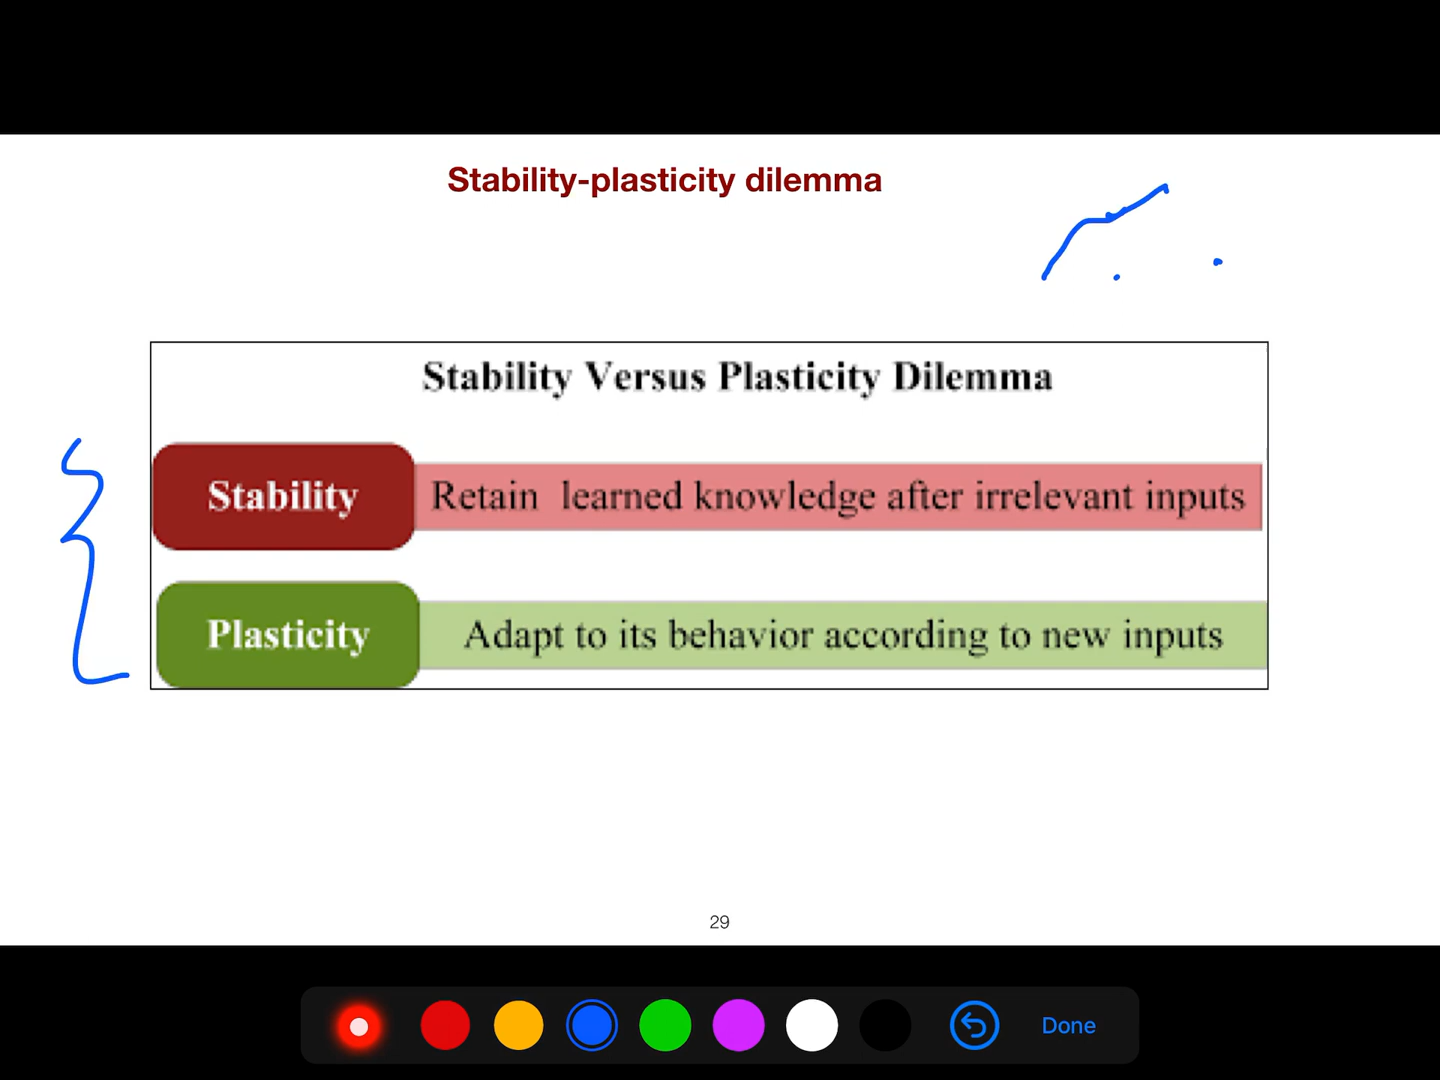 Stability-plasticity dilemma
Stability Versus Plasticity Dilemma
Stability Retain learned knowledge after irrelevant inputs
Plasticity Adapt to its behavior according to new inputs
29
Done